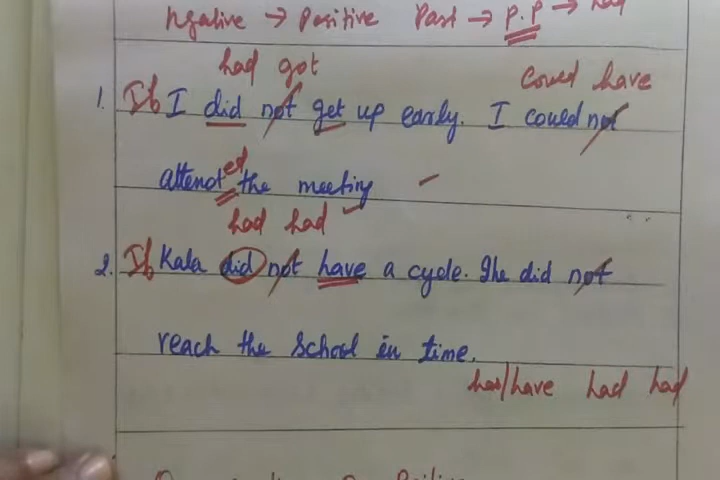 Negative → Positive Past → P.P → had
had got could have
1. If I did not get up early. I could not
attend ed the meeting
had had
2. If Kala did not have a cycle. She did not
reach the school in time.
has/have had had